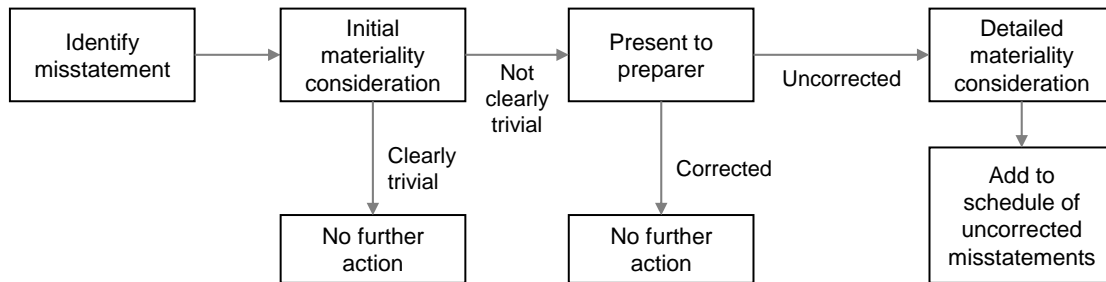 Identify
misstatement
Initial
materiality
consideration
Not
clearly
trivial
Present to
preparer
Uncorrected
Detailed
materiality
consideration
Clearly
trivial
Corrected
No further
action
No further
action
Add to
schedule of
uncorrected
misstatements